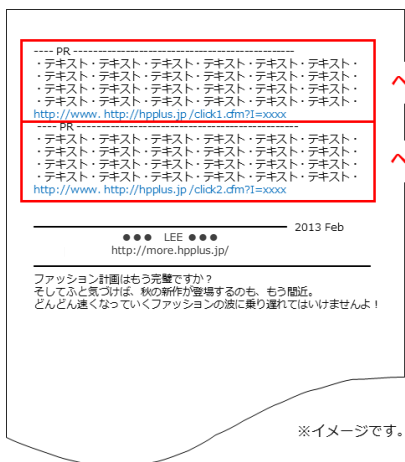 ---- PR ----------------------------------------------------
・テキスト・テキスト・テキスト・テキスト・テキスト・テキスト・
・テキスト・テキスト・テキスト・テキスト・テキスト・テキスト・
・テキスト・テキスト・テキスト・テキスト・テキスト・テキスト・
・テキスト・テキスト・テキスト・テキスト・テキスト・テキスト・
http://www. http://hpplus.jp /click1.cfm?I=xxxx
---- PR ----------------------------------------------------
・テキスト・テキスト・テキスト・テキスト・テキスト・テキスト・
・テキスト・テキスト・テキスト・テキスト・テキスト・テキスト・
・テキスト・テキスト・テキスト・テキスト・テキスト・テキスト・
・テキスト・テキスト・テキスト・テキスト・テキスト・テキスト・
http://www. http://hpplus.jp /click2.cfm?I=xxxx
2013 Feb
●●● LEE ●●●
http://more.hpplus.jp/
ファッション計画はもう完璧ですか？
そしてふと気づけば、秋の新作が登場するのも、もう間近。
どんどん速くなっていくファッションの波に乗り遅れてはいけませんよ！
※イメージです。